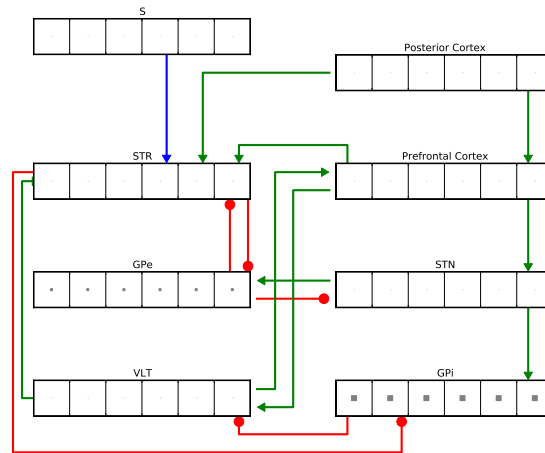 S
Posterior Cortex
STR
Prefrontal Cortex
GPe
STN
VLT
GPi